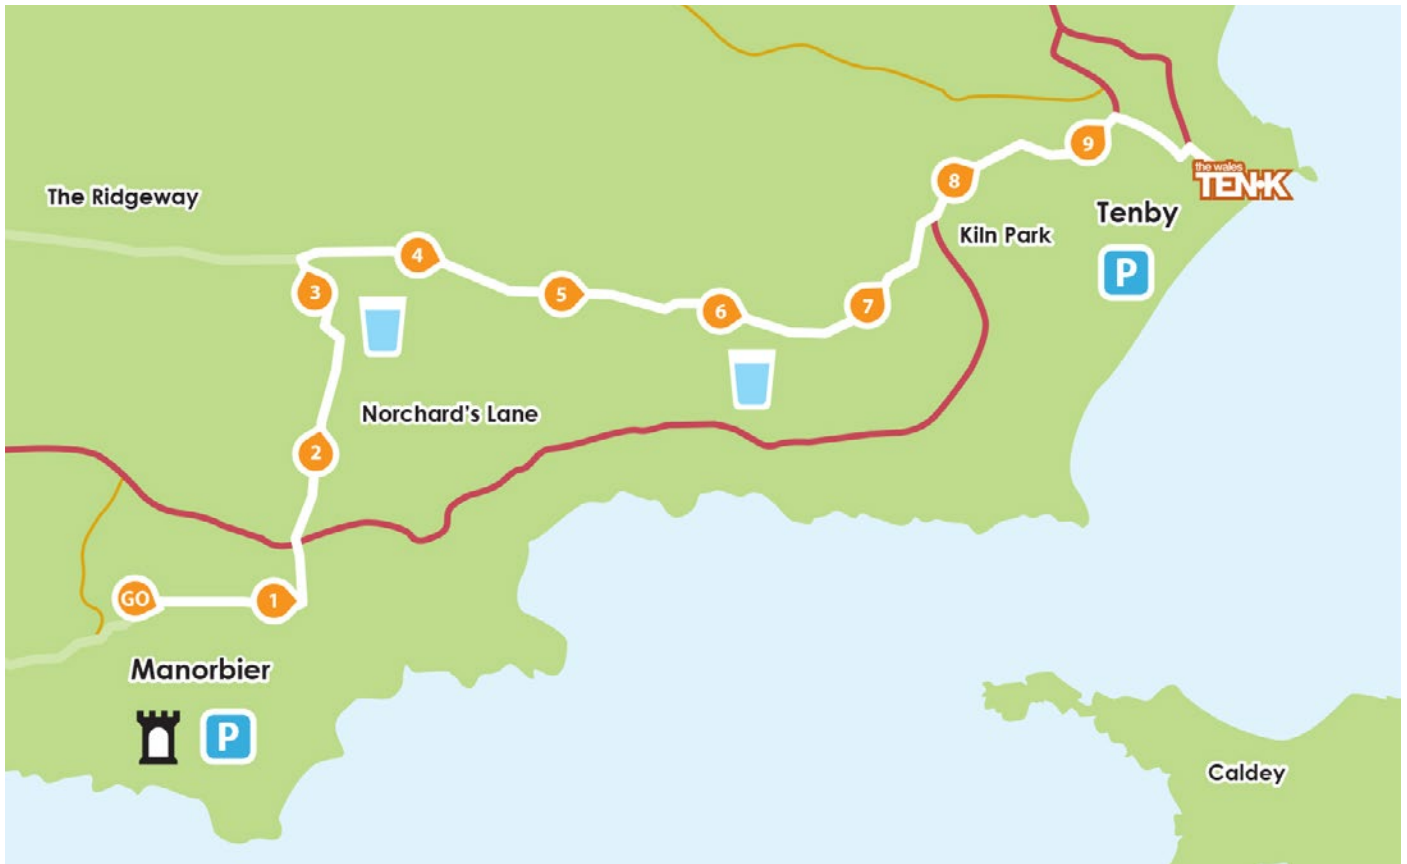 The Ridgeway
4
3
5
6
7
8
9
the wales
TEN-K
Tenby
Kiln Park
P
Norchard's Lane
2
GO
1
Manorbier
P
Caldey